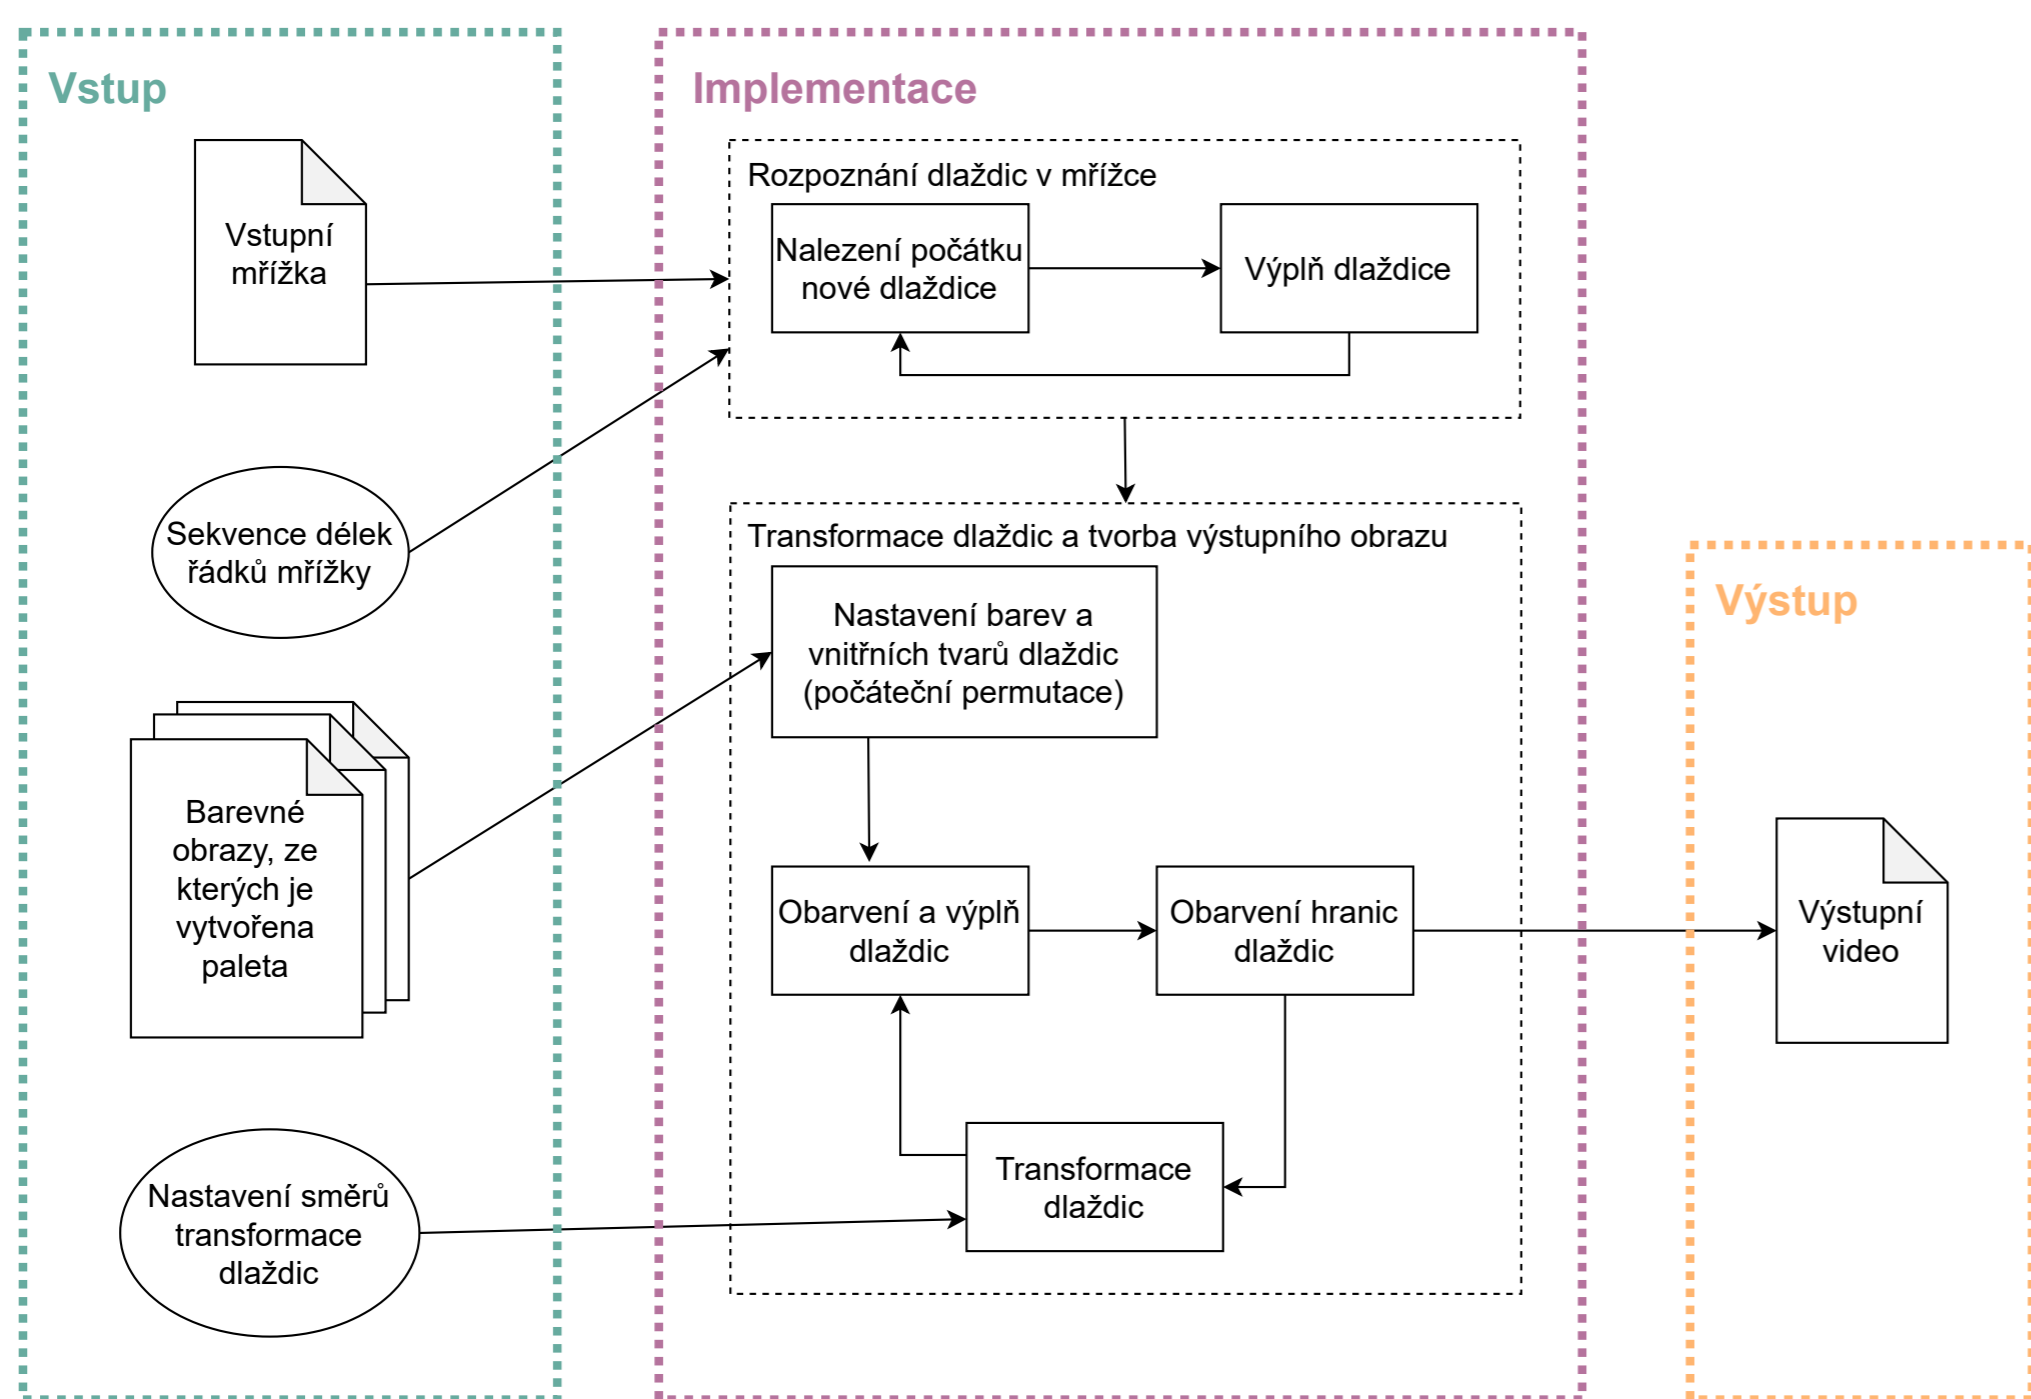 Vstup
Vstupní
mřížka
Sekvence délek
řádků mřížky
Barevné
obrazy, ze
kterých je
vytvořena
paleta
Nastavení směrů
transformace
dlaždic
Implementace
Rozpoznání dlaždic v mřížce
Nalezení počátku
nové dlaždice
Výplň dlaždice
Transformace dlaždic a tvorba výstupního obrazu
Nastavení barev a
vnitřních tvarů dlaždic
(počáteční permutace)
Obarvení a výplň
dlaždic
Obarvení hranic
dlaždic
Transformace
dlaždic
Výstup
Výstupní
video